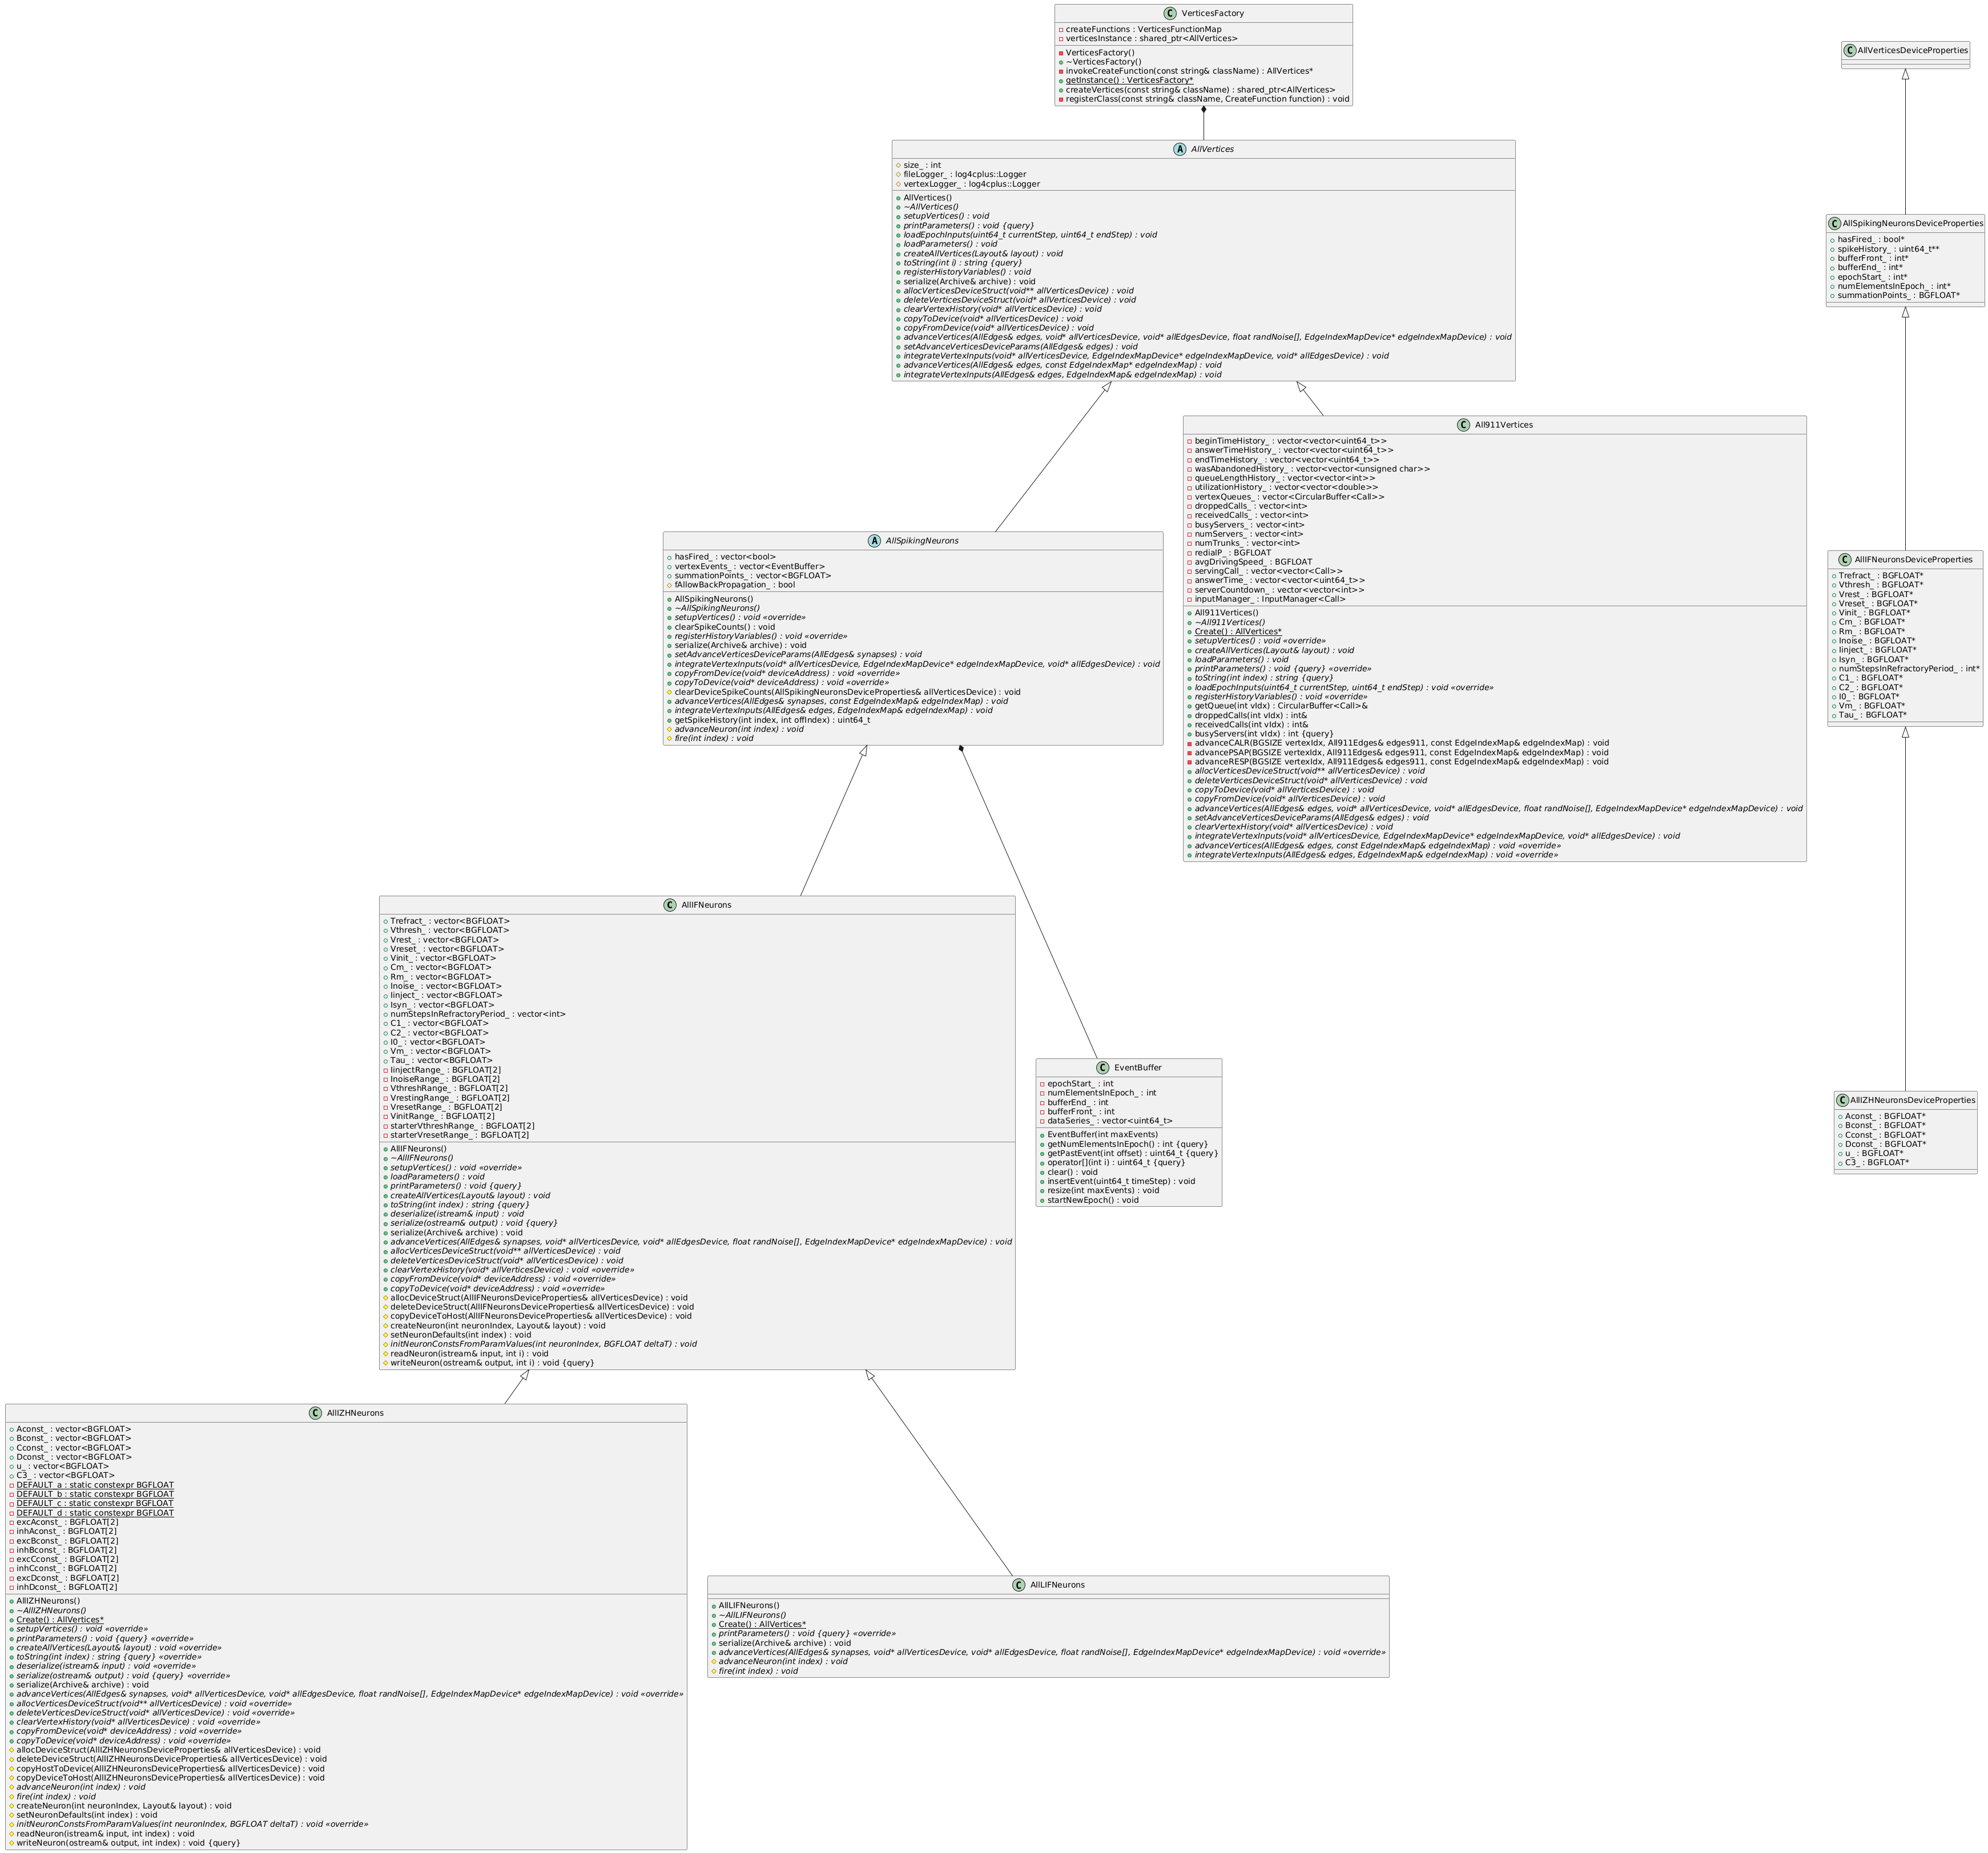 C VerticesFactory
createFunctions : VerticesFunctionMap
verticesInstance : shared_ptr<AllVertices>
VerticesFactory()
~VerticesFactory()
invokeCreateFunction(const string& className) : AllVertices*
getInstance() : VerticesFactory*
createVertices(const string& className) : shared_ptr<AllVertices>
registerClass(const string& className, CreateFunction function) : void
C AllVerticesDeviceProperties
A AllVertices
size_ : int
fileLogger_ : log4cplus::Logger
vertexLogger_ : log4cplus::Logger
AllVertices()
~AllVertices()
setupVertices() : void
printParameters() : void {query}
loadEpochInputs(uint64_t currentStep, uint64_t endStep) : void
loadParameters() : void
createAllVertices(Layout& layout) : void
toString(int i) : string {query}
registerHistoryVariables() : void
serialize(Archive& archive) : void
allocVerticesDeviceStruct(void** allVerticesDevice) : void
deleteVerticesDeviceStruct(void* allVerticesDevice) : void
clearVertexHistory(void* allVerticesDevice) : void
copyToDevice(void* allVerticesDevice) : void
copyFromDevice(void* allVerticesDevice) : void
advanceVertices(AllEdges& edges, void* allVerticesDevice, void* allEdgesDevice, float randNoise[], EdgeIndexMapDevice* edgeIndexMapDevice) : void
setAdvanceVerticesDeviceParams(AllEdges& edges) : void
integrateVertexInputs(void* allVerticesDevice, EdgeIndexMapDevice* edgeIndexMapDevice, void* allEdgesDevice) : void
advanceVertices(AllEdges& edges, const EdgeIndexMap* edgeIndexMap) : void
integrateVertexInputs(AllEdges& edges, EdgeIndexMap& edgeIndexMap) : void
C AllSpikingNeuronsDeviceProperties
hasFired_ : bool*
spikeHistory_ : uint64_t**
bufferFront_ : int*
bufferEnd_ : int*
epochStart_ : int*
numElementsInEpoch_ : int*
summationPoints_ : BGFLOAT*
A AllSpikingNeurons
hasFired_ : vector<bool>
vertexEvents_ : vector<EventBuffer>
summationPoints_ : vector<BGFLOAT>
fAllowBackPropagation_ : bool
AllSpikingNeurons()
~AllSpikingNeurons()
setupVertices() : void «override»
clearSpikeCounts() : void
registerHistoryVariables() : void «override»
serialize(Archive& archive) : void
setAdvanceVerticesDeviceParams(AllEdges& synapses) : void
integrateVertexInputs(void* allVerticesDevice, EdgeIndexMapDevice* edgeIndexMapDevice, void* allEdgesDevice) : void
copyFromDevice(void* deviceAddress) : void «override»
copyToDevice(void* deviceAddress) : void «override»
clearDeviceSpikeCounts(AllSpikingNeuronsDeviceProperties& allVerticesDevice) : void
advanceVertices(AllEdges& synapses, const EdgeIndexMap& edgeIndexMap) : void
integrateVertexInputs(AllEdges& edges, EdgeIndexMap& edgeIndexMap) : void
getSpikeHistory(int index, int offIndex) : uint64_t
advanceNeuron(int index) : void
fire(int index) : void
C All911Vertices
beginTimeHistory_ : vector<vector<uint64_t>>
answerTimeHistory_ : vector<vector<uint64_t>>
endTimeHistory_ : vector<vector<uint64_t>>
wasAbandonedHistory_ : vector<vector<unsigned char>>
queueLengthHistory_ : vector<vector<int>>
utilizationHistory_ : vector<vector<double>>
vertexQueues_ : vector<CircularBuffer<Call>>
droppedCalls_ : vector<int>
receivedCalls_ : vector<int>
busyServers_ : vector<int>
numServers_ : vector<int>
numTrunks_ : vector<int>
redialP_ : BGFLOAT
avgDrivingSpeed_ : BGFLOAT
servingCall_ : vector<vector<Call>>
answerTime_ : vector<vector<uint64_t>>
serverCountdown_ : vector<vector<int>>
inputManager_ : InputManager<Call>
All911Vertices()
~All911Vertices()
Create() : AllVertices*
setupVertices() : void «override»
createAllVertices(Layout& layout) : void
loadParameters() : void
printParameters() : void {query} «override»
toString(int index) : string {query}
loadEpochInputs(uint64_t currentStep, uint64_t endStep) : void «override»
registerHistoryVariables() : void «override»
getQueue(int vIdx) : CircularBuffer<Call>&
droppedCalls(int vIdx) : int&
receivedCalls(int vIdx) : int&
busyServers(int vIdx) : int {query}
advanceCALR(BGSIZE vertexIdx, All911Edges& edges911, const EdgeIndexMap& edgeIndexMap) : void
advancePSAP(BGSIZE vertexIdx, All911Edges& edges911, const EdgeIndexMap& edgeIndexMap) : void
advanceRESP(BGSIZE vertexIdx, All911Edges& edges911, const EdgeIndexMap& edgeIndexMap) : void
allocVerticesDeviceStruct(void** allVerticesDevice) : void
deleteVerticesDeviceStruct(void* allVerticesDevice) : void
copyToDevice(void* allVerticesDevice) : void
copyFromDevice(void* allVerticesDevice) : void
advanceVertices(AllEdges& edges, void* allVerticesDevice, void* allEdgesDevice, float randNoise[], EdgeIndexMapDevice* edgeIndexMapDevice) : void
setAdvanceVerticesDeviceParams(AllEdges& edges) : void
clearVertexHistory(void* allVerticesDevice) : void
integrateVertexInputs(void* allVerticesDevice, EdgeIndexMapDevice* edgeIndexMapDevice, void* allEdgesDevice) : void
advanceVertices(AllEdges& edges, const EdgeIndexMap& edgeIndexMap) : void «override»
integrateVertexInputs(AllEdges& edges, EdgeIndexMap& edgeIndexMap) : void «override»
C AllIFNeuronsDeviceProperties
Trefract_ : BGFLOAT*
Vthresh_ : BGFLOAT*
Vrest_ : BGFLOAT*
Vreset_ : BGFLOAT*
Vinit_ : BGFLOAT*
Cm_ : BGFLOAT*
Rm_ : BGFLOAT*
Inoise_ : BGFLOAT*
Iinject_ : BGFLOAT*
Isyn_ : BGFLOAT*
numStepsInRefractoryPeriod_ : int*
C1_ : BGFLOAT*
C2_ : BGFLOAT*
I0_ : BGFLOAT*
Vm_ : BGFLOAT*
Tau_ : BGFLOAT*
C AllIFNeurons
Trefract_ : vector<BGFLOAT>
Vthresh_ : vector<BGFLOAT>
Vrest_ : vector<BGFLOAT>
Vreset_ : vector<BGFLOAT>
Vinit_ : vector<BGFLOAT>
Cm_ : vector<BGFLOAT>
Rm_ : vector<BGFLOAT>
Inoise_ : vector<BGFLOAT>
Iinject_ : vector<BGFLOAT>
Isyn_ : vector<BGFLOAT>
numStepsInRefractoryPeriod_ : vector<int>
C1_ : vector<BGFLOAT>
C2_ : vector<BGFLOAT>
I0_ : vector<BGFLOAT>
Vm_ : vector<BGFLOAT>
Tau_ : vector<BGFLOAT>
IinjectRange_ : BGFLOAT[2]
InoiseRange_ : BGFLOAT[2]
VthreshRange_ : BGFLOAT[2]
VrestingRange_ : BGFLOAT[2]
VresetRange_ : BGFLOAT[2]
VinitRange_ : BGFLOAT[2]
starterVthreshRange_ : BGFLOAT[2]
starterVresetRange_ : BGFLOAT[2]
AllIFNeurons()
~AllIFNeurons()
setupVertices() : void «override»
loadParameters() : void
printParameters() : void {query}
createAllVertices(Layout& layout) : void
toString(int index) : string {query}
deserialize(istream& input) : void
serialize(ostream& output) : void {query}
serialize(Archive& archive) : void
advanceVertices(AllEdges& synapses, void* allVerticesDevice, void* allEdgesDevice, float randNoise[], EdgeIndexMapDevice* edgeIndexMapDevice) : void
allocVerticesDeviceStruct(void** allVerticesDevice) : void
deleteVerticesDeviceStruct(void* allVerticesDevice) : void
clearVertexHistory(void* allVerticesDevice) : void «override»
copyFromDevice(void* deviceAddress) : void «override»
copyToDevice(void* deviceAddress) : void «override»
allocDeviceStruct(AllIFNeuronsDeviceProperties& allVerticesDevice) : void
deleteDeviceStruct(AllIFNeuronsDeviceProperties& allVerticesDevice) : void
copyDeviceToHost(AllIFNeuronsDeviceProperties& allVerticesDevice) : void
createNeuron(int neuronIndex, Layout& layout) : void
setNeuronDefaults(int index) : void
initNeuronConstsFromParamValues(int neuronIndex, BGFLOAT deltaT) : void
readNeuron(istream& input, int i) : void
writeNeuron(ostream& output, int i) : void {query}
C EventBuffer
epochStart_ : int
numElementsInEpoch_ : int
bufferEnd_ : int
bufferFront_ : int
dataSeries_ : vector<uint64_t>
EventBuffer(int maxEvents)
getNumElementsInEpoch() : int {query}
getPastEvent(int offset) : uint64_t {query}
operator[](int i) : uint64_t {query}
clear() : void
insertEvent(uint64_t timeStep) : void
resize(int maxEvents) : void
startNewEpoch() : void
C AllIZHNeuronsDeviceProperties
Aconst_ : BGFLOAT*
Bconst_ : BGFLOAT*
Cconst_ : BGFLOAT*
Dconst_ : BGFLOAT*
u_ : BGFLOAT*
C3_ : BGFLOAT*
C AllIZHNeurons
Aconst_ : vector<BGFLOAT>
Bconst_ : vector<BGFLOAT>
Cconst_ : vector<BGFLOAT>
Dconst_ : vector<BGFLOAT>
u_ : vector<BGFLOAT>
C3_ : vector<BGFLOAT>
DEFAULT_a : static constexpr BGFLOAT
DEFAULT_b : static constexpr BGFLOAT
DEFAULT_c : static constexpr BGFLOAT
DEFAULT_d : static constexpr BGFLOAT
excAconst_ : BGFLOAT[2]
inhAconst_ : BGFLOAT[2]
excBconst_ : BGFLOAT[2]
inhBconst_ : BGFLOAT[2]
excCconst_ : BGFLOAT[2]
inhCconst_ : BGFLOAT[2]
excDconst_ : BGFLOAT[2]
inhDconst_ : BGFLOAT[2]
AllIZHNeurons()
~AllIZHNeurons()
Create() : AllVertices*
setupVertices() : void «override»
printParameters() : void {query} «override»
createAllVertices(Layout& layout) : void «override»
toString(int index) : string {query} «override»
deserialize(istream& input) : void «override»
serialize(ostream& output) : void {query} «override»
serialize(Archive& archive) : void
advanceVertices(AllEdges& synapses, void* allVerticesDevice, void* allEdgesDevice, float randNoise[], EdgeIndexMapDevice* edgeIndexMapDevice) : void «override»
allocVerticesDeviceStruct(void** allVerticesDevice) : void «override»
deleteVerticesDeviceStruct(void* allVerticesDevice) : void «override»
clearVertexHistory(void* allVerticesDevice) : void «override»
copyFromDevice(void* deviceAddress) : void «override»
copyToDevice(void* deviceAddress) : void «override»
allocDeviceStruct(AllIZHNeuronsDeviceProperties& allVerticesDevice) : void
deleteDeviceStruct(AllIZHNeuronsDeviceProperties& allVerticesDevice) : void
copyHostToDevice(AllIZHNeuronsDeviceProperties& allVerticesDevice) : void
copyDeviceToHost(AllIZHNeuronsDeviceProperties& allVerticesDevice) : void
advanceNeuron(int index) : void
fire(int index) : void
createNeuron(int neuronIndex, Layout& layout) : void
setNeuronDefaults(int index) : void
initNeuronConstsFromParamValues(int neuronIndex, BGFLOAT deltaT) : void «override»
readNeuron(istream& input, int index) : void
writeNeuron(ostream& output, int index) : void {query}
C AllLIFNeurons
AllLIFNeurons()
~AllLIFNeurons()
Create() : AllVertices*
printParameters() : void {query} «override»
serialize(Archive& archive) : void
advanceVertices(AllEdges& synapses, void* allVerticesDevice, void* allEdgesDevice, float randNoise[], EdgeIndexMapDevice* edgeIndexMapDevice) : void «override»
advanceNeuron(int index) : void
fire(int index) : void